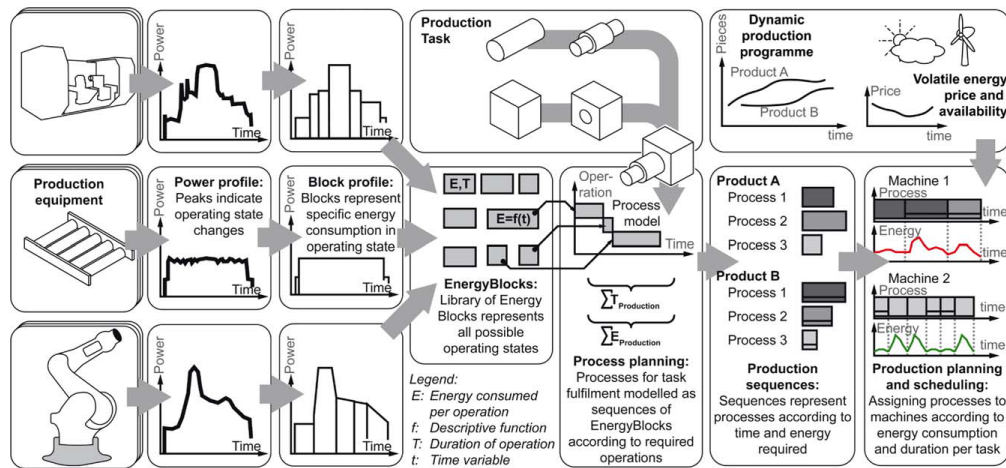 Power
Time
Power
Time
Production
Task
Pieces
Dynamic
production
programme
Product A
Product B
time
Price
time
Volatile energy
price and
availability
Production
equipment
Power profile:
Peaks indicate
operating state
changes
Power
Time
Block profile:
Blocks represent
specific energy
consumption in
operating state
Power
Time
E,T
E=f(t)
EnergyBlocks:
Library of Energy
Blocks represents
all possible
operating states
Oper-
ration
Process
model
Time
∑T Production
∑E Production
Process planning:
Processes for task
fulfilment modelled as
sequences of
EnergyBlocks
according to required
operations
Product A
Process 1
Process 2
Process 3
Product B
Process 1
Process 2
Process 3
Production
sequences:
Sequences represent
processes according to
time and energy
required
Machine 1
Process
time
Energy
time
Machine 2
Process
time
Energy
time
Production planning
and scheduling:
Assigning processes to
machines according to
energy consumption
and duration per task
Power
Time
Power
Time
Legend:
E: Energy consumed
per operation
f: Descriptive function
T: Duration of operation
t: Time variable